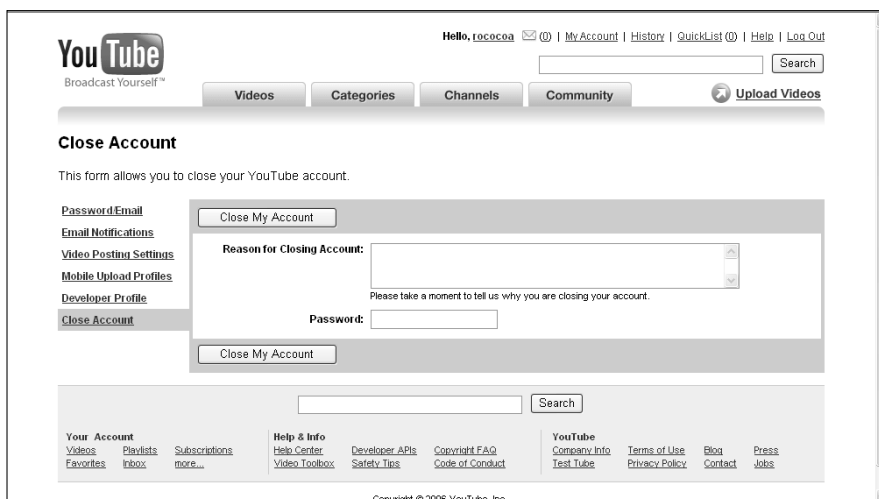 Hello, rococoa (0) | My Account | History | QuickList (0) | Help | Log Out
You Tube
Broadcast Yourself™
Search
Videos Categories Channels Community Upload Videos
Close Account
This form allows you to close your YouTube account.
Password/Email
Email Notifications
Video Posting Settings
Mobile Upload Profiles
Developer Profile
Close Account
Close My Account
Reason for Closing Account:
Please take a moment to tell us why you are closing your account.
Password:
Close My Account
Search
Your Account
Videos Playlists Subscriptions
Favorites Inbox more...
Help & Info
Help Center Developer APIs Copyright FAQ
Video Toolbox Safety Tips Code of Conduct
YouTube
Company Info Terms of Use Blog Press
Test Tube Privacy Policy Contact Jobs
Copyright © 2006 YouTube, Inc.